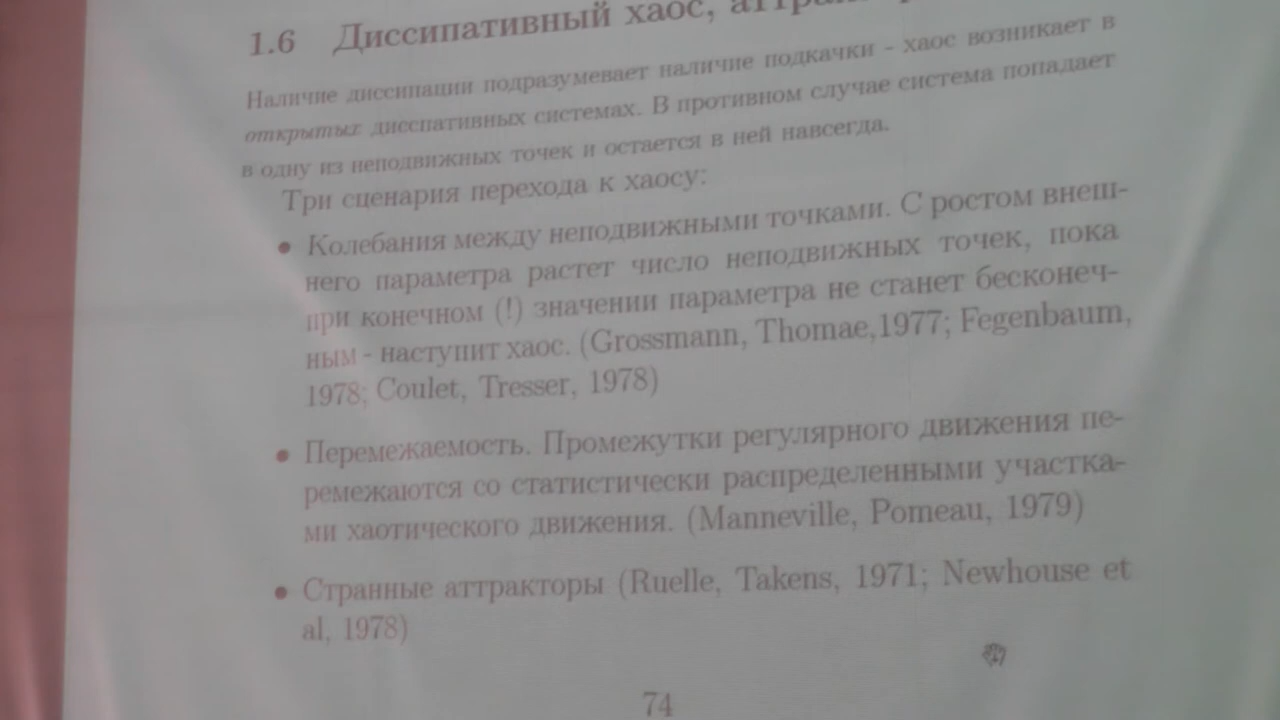 1.6 Диссипативный хаос,
Наличие диссипации подразумевает наличие подкачки - хаос возникает в
открытых дисспативных системах. В противном случае система попадает
в одну из неподвижных точек и остается в ней навсегда.
Три сценария перехода к хаосу:
• Колебания между неподвижными точками. С ростом внеш-
него параметра растет число неподвижных точек, пока
при конечном (!) значении параметра не станет бесконеч-
ным - наступит хаос. (Grossmann, Thomae,1977; Fegenbaum,
1978; Coulet, Tresser, 1978)
• Перемежаемость. Промежутки регулярного движения пе-
ремежаются со статистически распределенными участка-
ми хаотического движения. (Manneville, Pomeau, 1979)
• Странные аттракторы (Ruelle, Takens, 1971; Newhouse et
al, 1978)
74